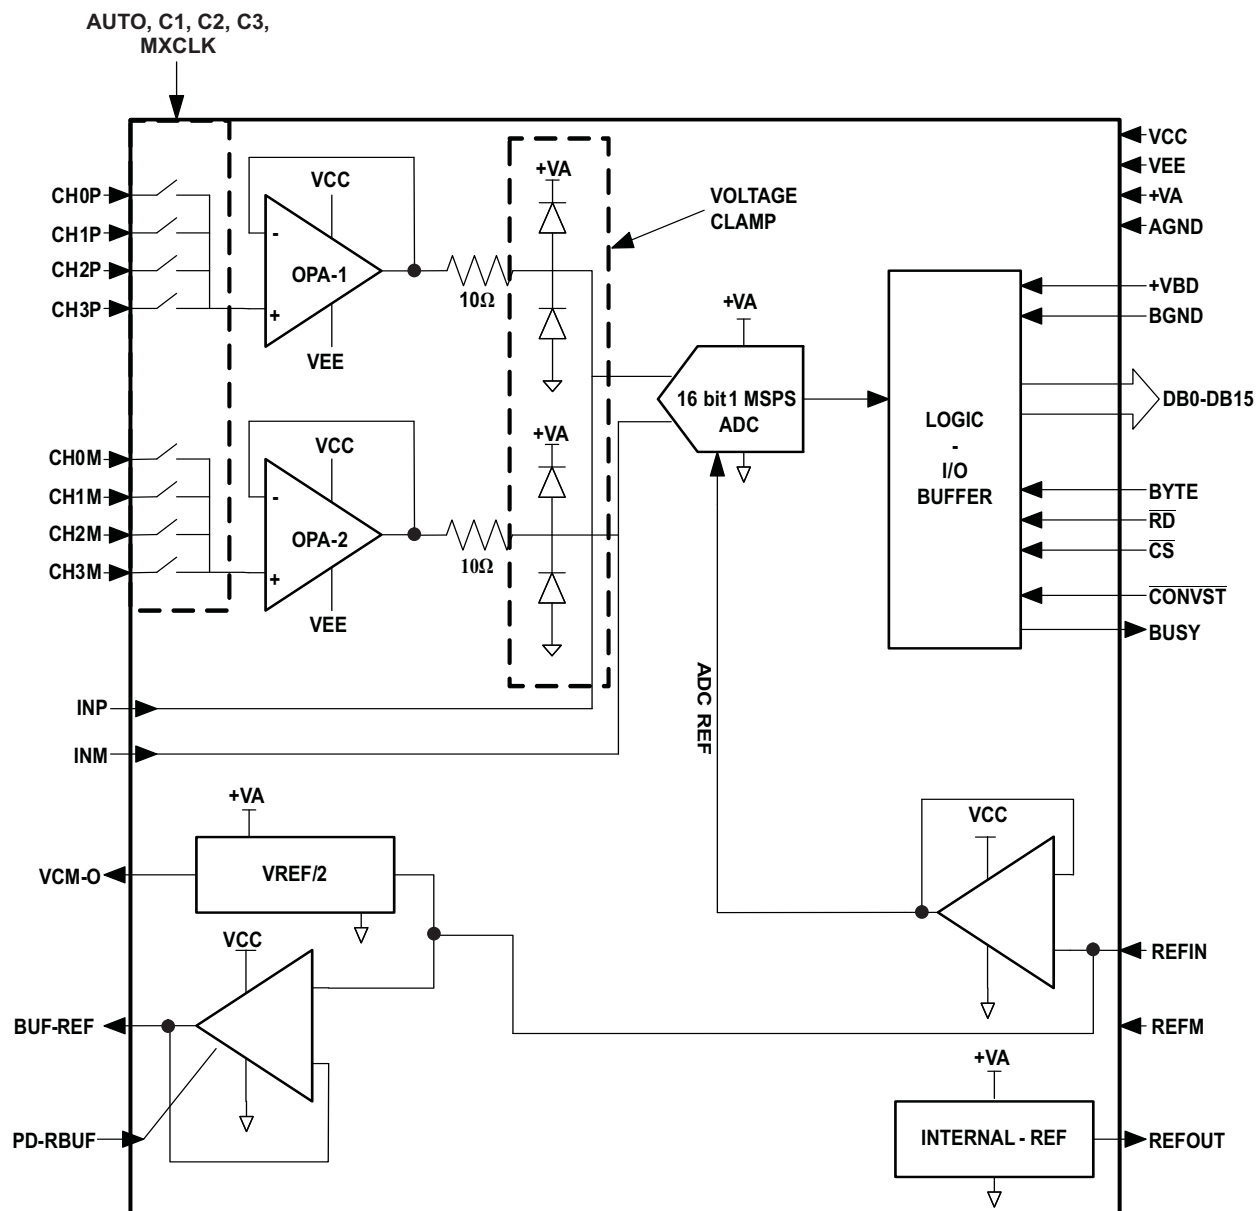 AUTO, C1, C2, C3,
MXCLK
CH0P
CH1P
CH2P
CH3P
VCC
-
OPA-1
+
VEE
10Ω
+VA
VOLTAGE
CLAMP
VCC
VEE
+VA
AGND
+VBD
BGND
DB0-DB15
BYTE
RD
CS
CONVST
BUSY
+VA
16 bit1 MSPS
ADC
LOGIC
-
I/O
BUFFER
CH0M
CH1M
CH2M
CH3M
VCC
-
OPA-2
+
VEE
10Ω
+VA
INP
INM
ADC REF
+VA
VREF/2
VCM-O
VCC
BUF-REF
PD-RBUF
VCC
REFIN
REFM
+VA
INTERNAL - REF
REFOUT